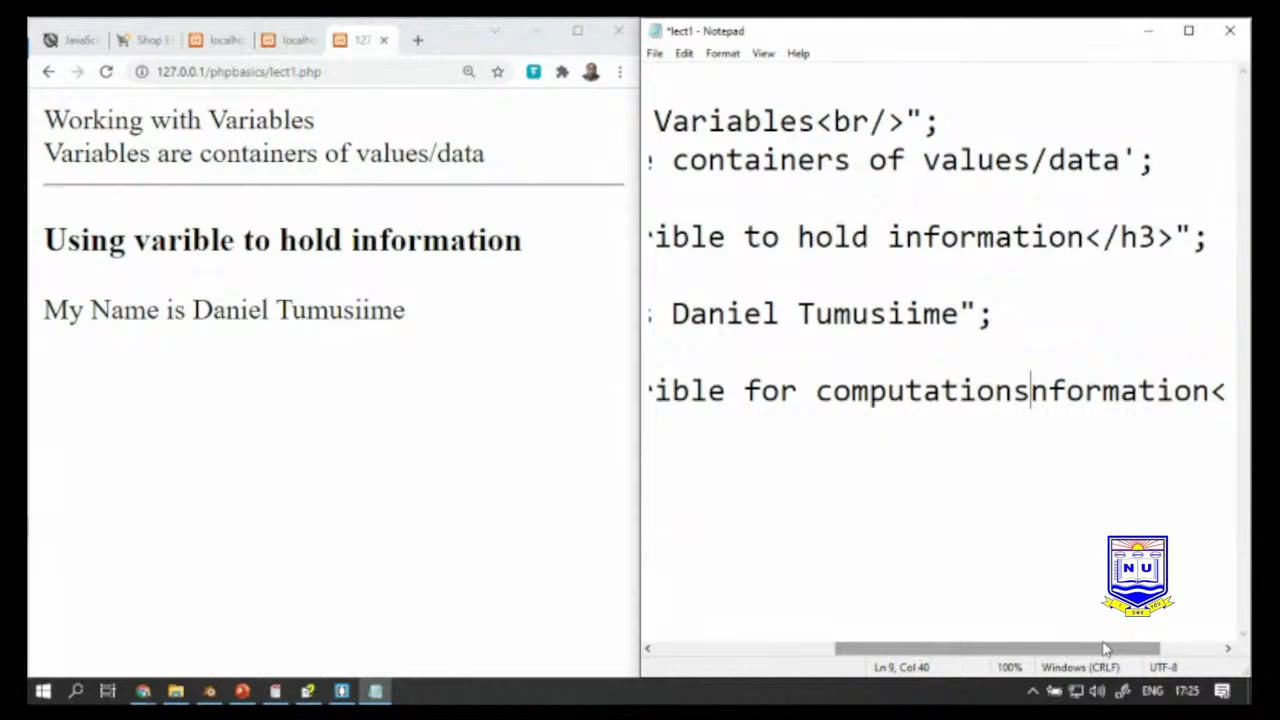 JavaSc
Shop E
localho
localho
127
127.0.0.1/phpbasics/lect1.php
Working with Variables
Variables are containers of values/data
Using varible to hold information
My Name is Daniel Tumusiime
*lect1 - Notepad
File Edit Format View Help
Variables<br/>";
containers of values/data';
rible to hold information</h3>";
Daniel Tumusiime";
rible for computationsnformation<
N U
Ln 9, Col 40
100%
Windows (CRLF)
UTF-8
ENG
17:25